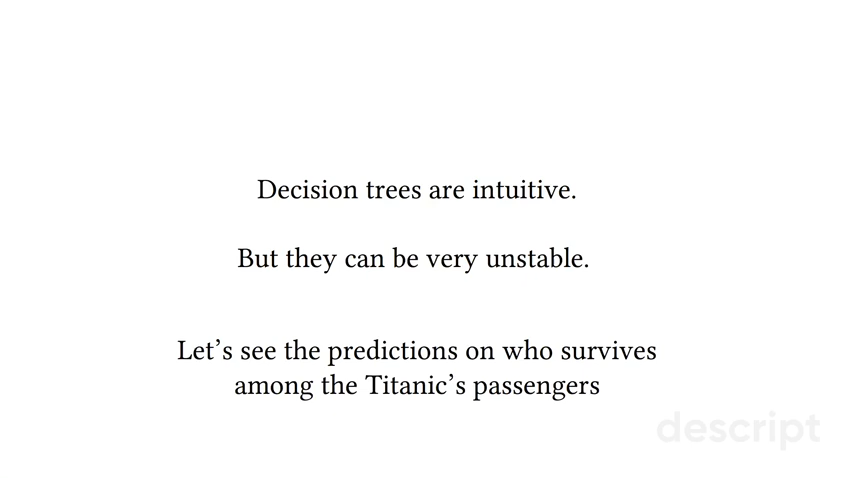 Decision trees are intuitive.
But they can be very unstable.
Let’s see the predictions on who survives
among the Titanic’s passengers
descript